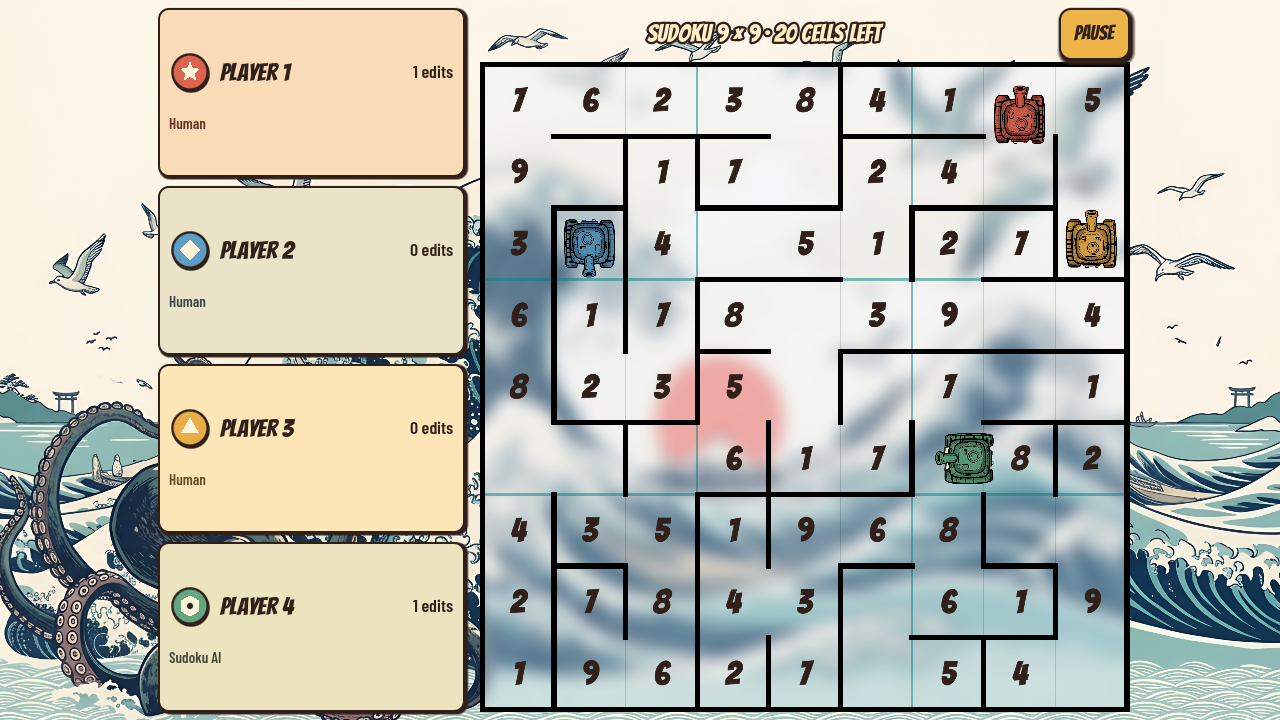 SUDOKU 9 x 9 · 20 CELLS LEFT
PAUSE
PLAYER 1
1 edits
Human
PLAYER 2
0 edits
Human
PLAYER 3
0 edits
Human
PLAYER 4
1 edits
Sudoku AI
7 6 2 3 8 4 1 5
9 1 7 2 4
3 4 5 1 2 7
6 1 7 8 3 9 4
8 2 3 5 7 1
6 1 7 8 2
4 3 5 1 9 6 8
2 7 8 4 3 6 1 9
1 9 6 2 7 5 4